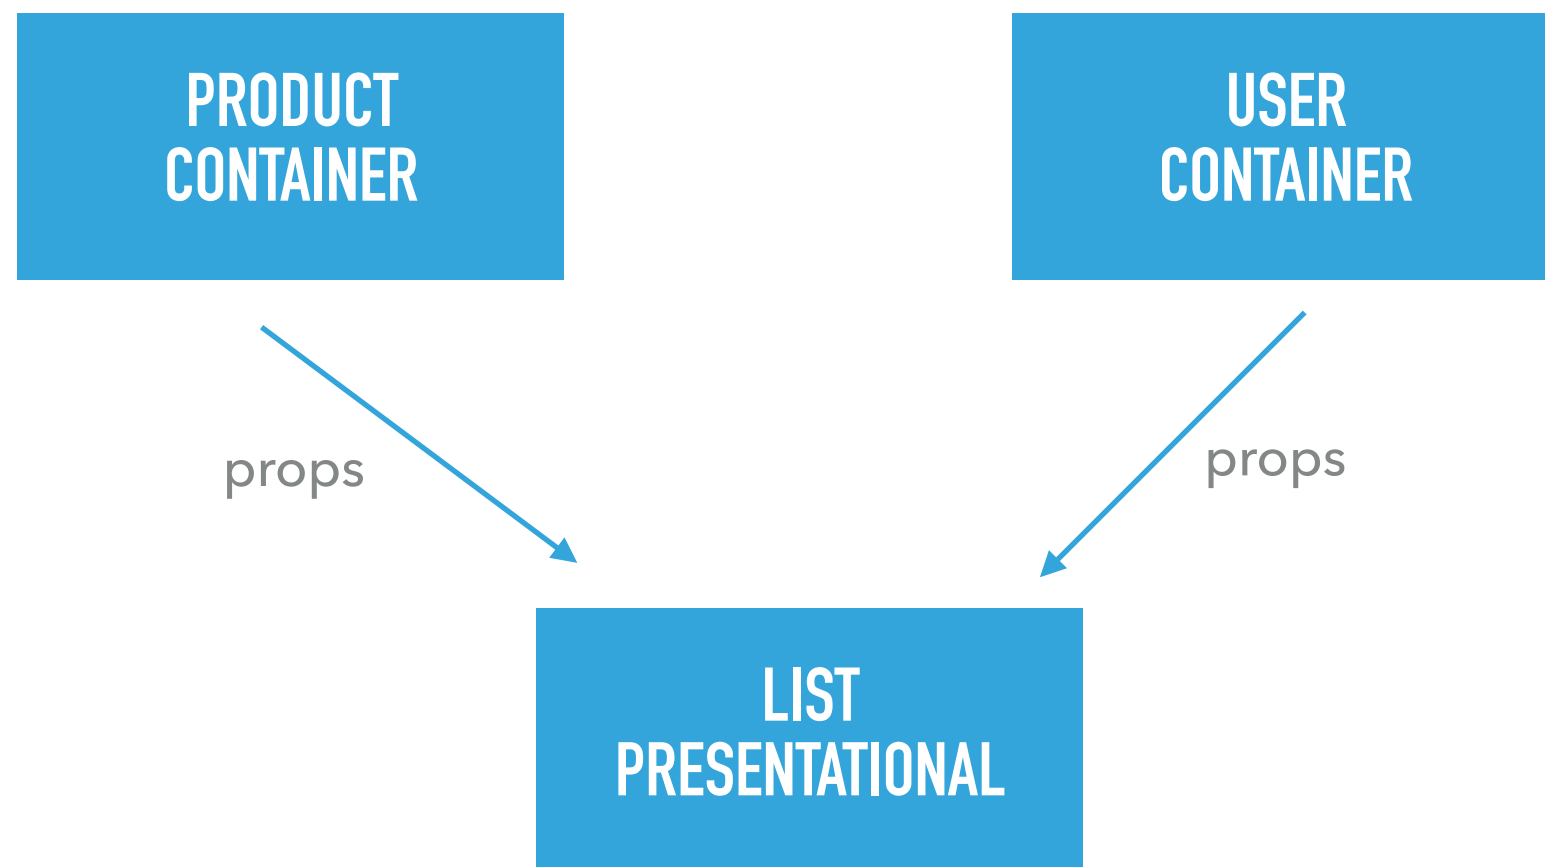 PRODUCT
CONTAINER
USER
CONTAINER
props
props
LIST
PRESENTATIONAL